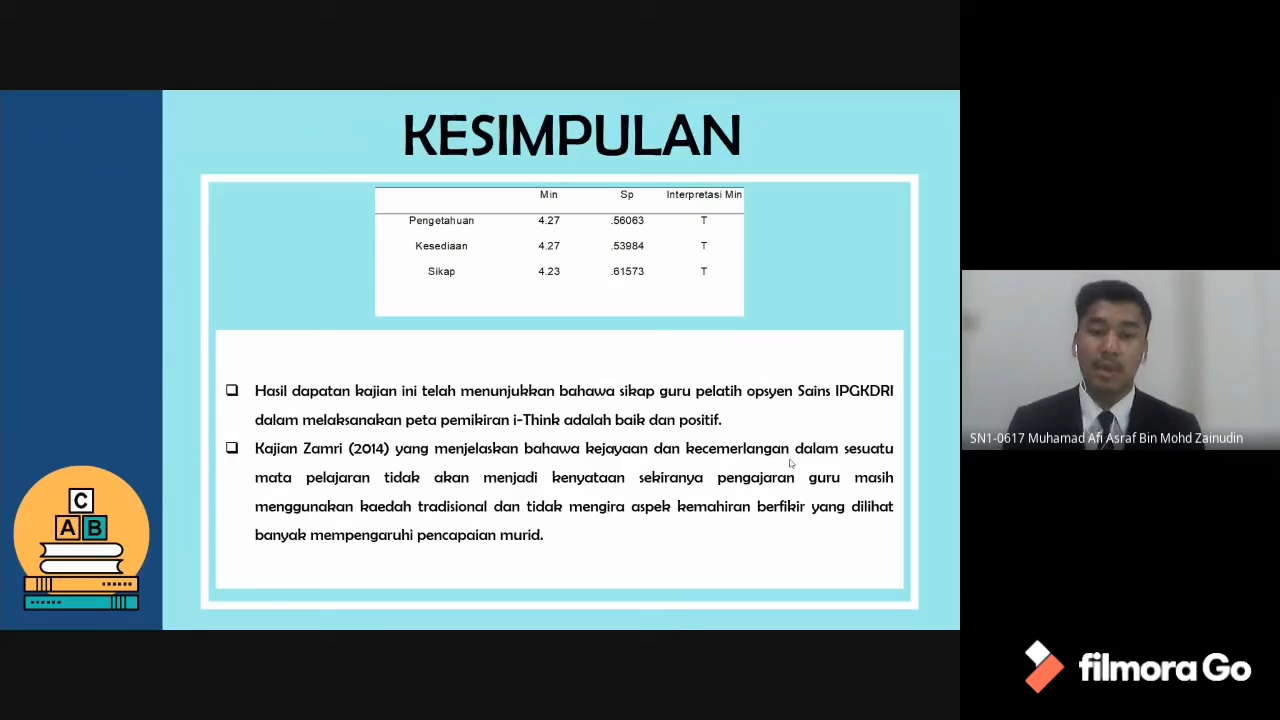 KESIMPULAN
Min Sp Interpretasi Min
Pengetahuan 4.27 .56063 T
Kesediaan 4.27 .53984 T
Sikap 4.23 .61573 T
❑ Hasil dapatan kajian ini telah menunjukkan bahawa sikap guru pelatih opsyen Sains IPGKDRI
dalam melaksanakan peta pemikiran i-Think adalah baik dan positif.
❑ Kajian Zamri (2014) yang menjelaskan bahawa kejayaan dan kecemerlangan dalam sesuatu
mata pelajaran tidak akan menjadi kenyataan sekiranya pengajaran guru masih
menggunakan kaedah tradisional dan tidak mengira aspek kemahiran berfikir yang dilihat
banyak mempengaruhi pencapaian murid.
C
A B
SN1-0617 Muhamad Afi Asraf Bin Mohd Zainudin
filmora Go